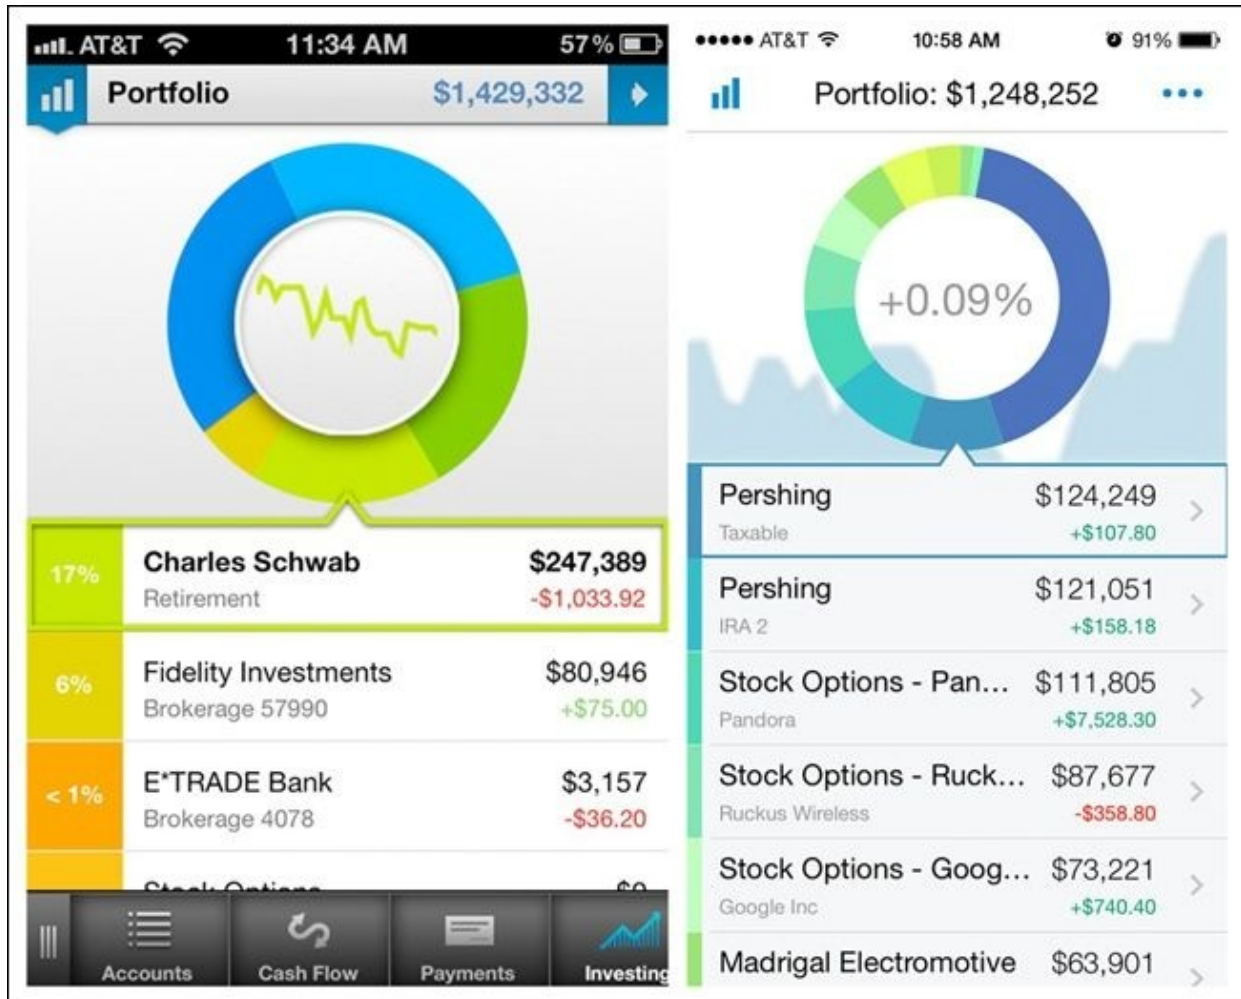 AT&T 11:34 AM 57%
Portfolio $1,429,332
17% Charles Schwab $247,389
Retirement -$1,033.92
6% Fidelity Investments $80,946
Brokerage 57990 +$75.00
< 1% E*TRADE Bank $3,157
Brokerage 4078 -$36.20
Stock Options $0
Accounts Cash Flow Payments Investing
AT&T 10:58 AM 91%
Portfolio: $1,248,252
+0.09%
Pershing $124,249
Taxable +$107.80
Pershing $121,051
IRA 2 +$158.18
Stock Options - Pan... $111,805
Pandora +$7,528.30
Stock Options - Ruck... $87,677
Ruckus Wireless -$358.80
Stock Options - Goog... $73,221
Google Inc +$740.40
Madrigal Electromotive $63,901